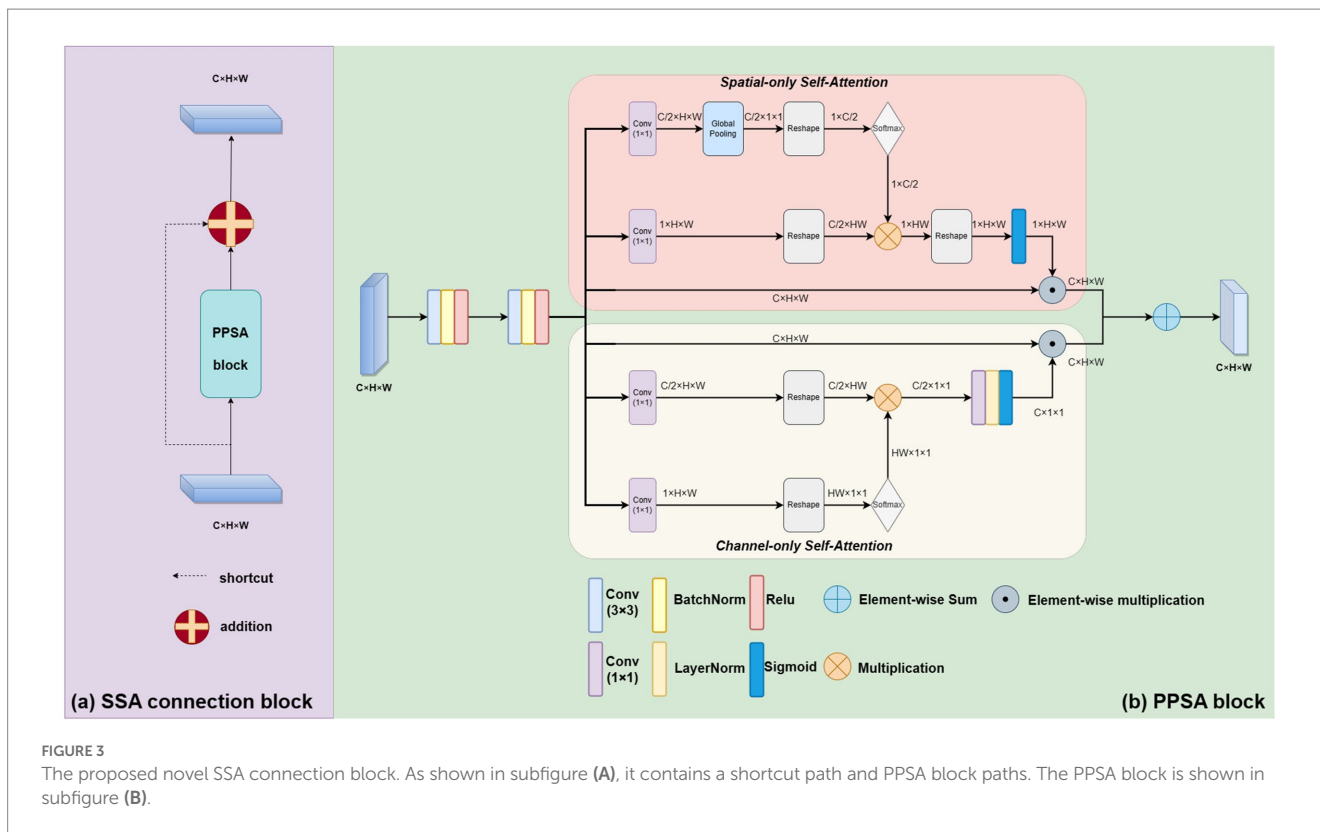 C×H×W
PPSA
block
C×H×W
shortcut
addition
(a) SSA connection block
Spatial-only Self-Attention
Conv
(1×1)
C/2×H×W
Global
Pooling
C/2×1×1
Reshape
1×C/2
Softmax
1×C/2
Conv
(1×1)
1×H×W
Reshape
C/2×HW
1×HW
Reshape
1×H×W
1×H×W
C×H×W
C×H×W
C×H×W
C×H×W
C×H×W
C×H×W
Conv
(1×1)
C/2×H×W
Reshape
C/2×HW
C/2×1×1
C×1×1
HW×1×1
Conv
(1×1)
1×H×W
Reshape
HW×1×1
Softmax
Channel-only Self-Attention
Conv
(3×3)
BatchNorm
Relu
Element-wise Sum
Element-wise multiplication
Conv
(1×1)
LayerNorm
Sigmoid
Multiplication
(b) PPSA block
FIGURE 3
The proposed novel SSA connection block. As shown in subfigure (A), it contains a shortcut path and PPSA block paths. The PPSA block is shown in
subfigure (B).